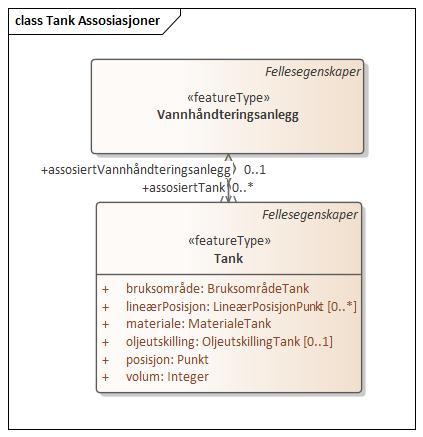 class Tank Assosiasjoner
Fellesegenskaper
«featureType»
Vannhåndteringsanlegg
+assosiertVannhåndteringsanlegg 0..1
+assosiertTank 0..*
Fellesegenskaper
«featureType»
Tank
+ bruksområde: BruksområdeTank
+ lineærPosisjon: LineærPosisjonPunkt [0..*]
+ materiale: MaterialeTank
+ oljeutskilling: OljeutskillingTank [0..1]
+ posisjon: Punkt
+ volum: Integer